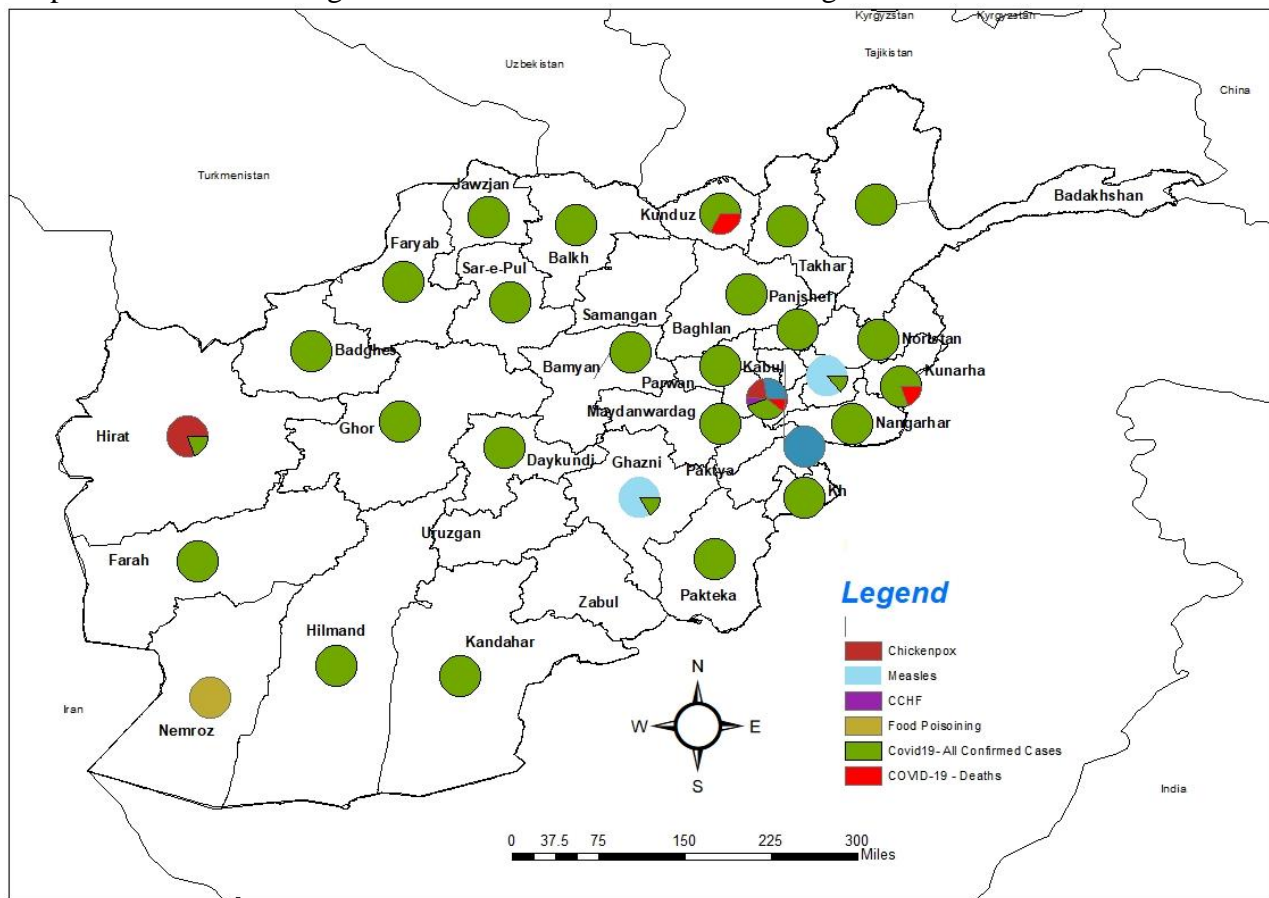 Kyrgyzstan
Kyrgyzstan
Tajikistan
Uzbekistan
China
Turkmenistan
Jawzjan
Badakhshan
Kunduz
Faryab
Balkh
Sar-e-Pul
Takhar
Panjsher
Samangan
Baghlan
Noristan
Badghes
Bamyan
Kabul
Kunarha
Parwan
Maydanwardag
Nangarhar
Hirat
Ghor
Daykundi
Ghazni
Paktya
Kh
Uruzgan
Farah
Zabul
Pakteka
Legend
Hilmand
Kandahar
Chickenpox
Measles
CCHF
Food Poisoining
Covid19- All Confirmed Cases
COVID-19 - Deaths
N
W
E
S
Iran
Nemroz
India
0 37.5 75 150 225 300
Miles